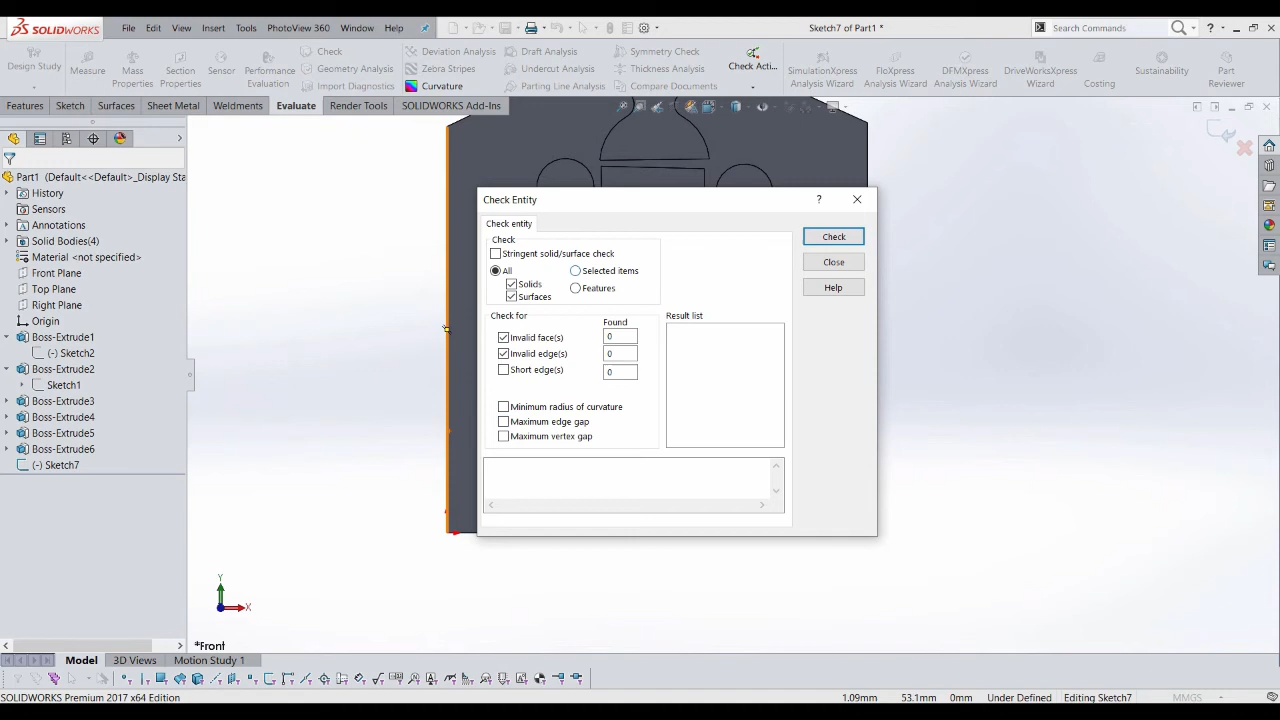 SOLIDWORKS
File
Edit
View
Insert
Tools
PhotoView 360
Window
Help
Sketch7 of Part1 *
Search Commands
?
Design Study
Measure
Mass Properties
Section Properties
Sensor
Performance Evaluation
Check
Geometry Analysis
Import Diagnostics
Deviation Analysis
Zebra Stripes
Curvature
Draft Analysis
Undercut Analysis
Parting Line Analysis
Symmetry Check
Thickness Analysis
Compare Documents
Check Acti...
SimulationXpress Analysis Wizard
FloXpress Analysis Wizard
DFMXpress Analysis Wizard
DriveWorksXpress Wizard
Costing
Sustainability
Part Reviewer
Features
Sketch
Surfaces
Sheet Metal
Weldments
Evaluate
Render Tools
SOLIDWORKS Add-Ins
Part1 (Default<<Default>_Display Sta
History
Sensors
Annotations
Solid Bodies(4)
Material <not specified>
Front Plane
Top Plane
Right Plane
Origin
Boss-Extrude1
(-) Sketch2
Boss-Extrude2
Sketch1
Boss-Extrude3
Boss-Extrude4
Boss-Extrude5
Boss-Extrude6
(-) Sketch7
Check Entity
?
Check entity
Check
Stringent solid/surface check
All
Selected items
Solids
Features
Surfaces
Check for
Found
Result list
Invalid face(s)
0
Invalid edge(s)
0
Short edge(s)
0
Minimum radius of curvature
Maximum edge gap
Maximum vertex gap
Check
Close
Help
Y
X
*Front
Model
3D Views
Motion Study 1
SOLIDWORKS Premium 2017 x64 Edition
1.09mm
53.1mm
0mm
Under Defined
Editing Sketch7
MMGS